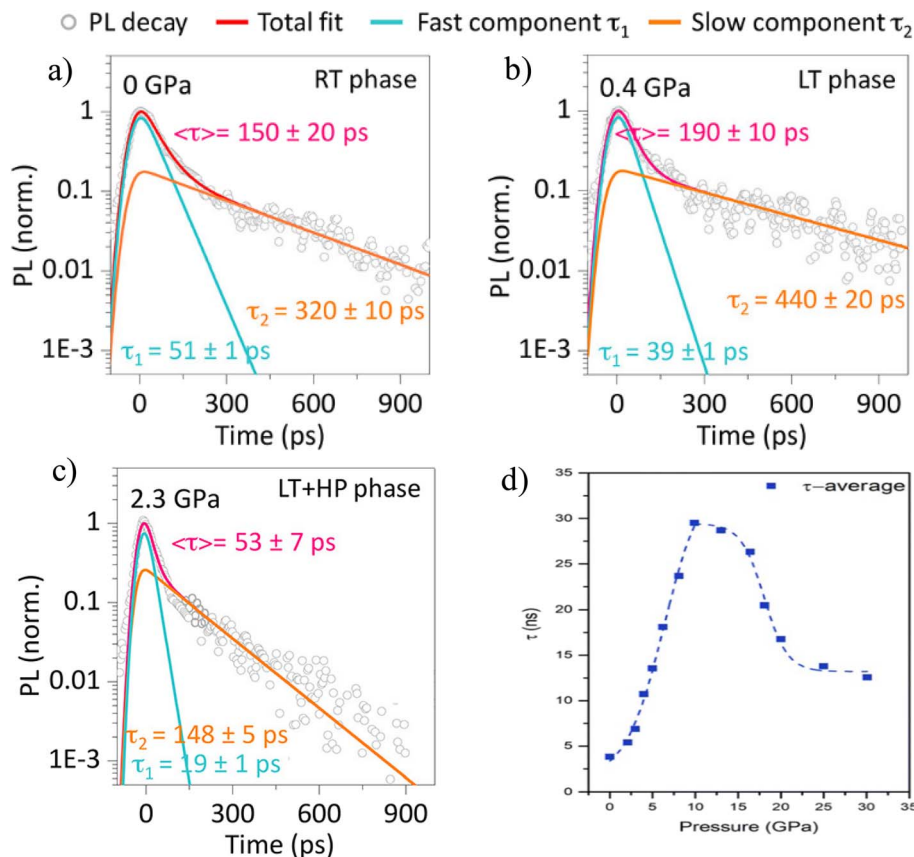 PL decay Total fit Fast component τ1 Slow component τ2
a)
0 GPa RT phase
<τ>= 150 ± 20 ps
τ2 = 320 ± 10 ps
τ1 = 51 ± 1 ps
PL (norm.)
1
0.1
0.01
1E-3
0 300 600 900
Time (ps)
b)
0.4 GPa LT phase
<τ>= 190 ± 10 ps
τ2 = 440 ± 20 ps
τ1 = 39 ± 1 ps
PL (norm.)
1
0.1
0.01
1E-3
0 300 600 900
Time (ps)
c)
2.3 GPa LT+HP phase
<τ>= 53 ± 7 ps
τ2 = 148 ± 5 ps
τ1 = 19 ± 1 ps
PL (norm.)
1
0.1
0.01
1E-3
0 300 600 900
Time (ps)
d)
τ-average
τ (ns)
35
30
25
20
15
10
5
0
0 5 10 15 20 25 30 35
Pressure (GPa)